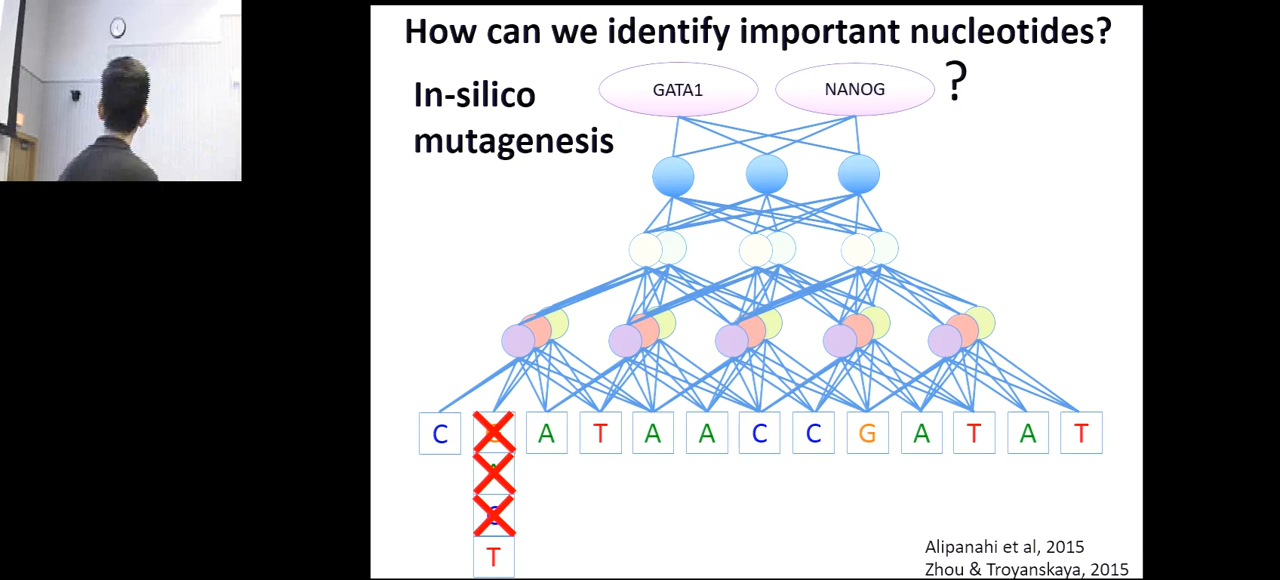 How can we identify important nucleotides?
In-silico
mutagenesis
GATA1
NANOG
?
C A T A A C C G A T A T
T
Alipanahi et al, 2015
Zhou & Troyanskaya, 2015